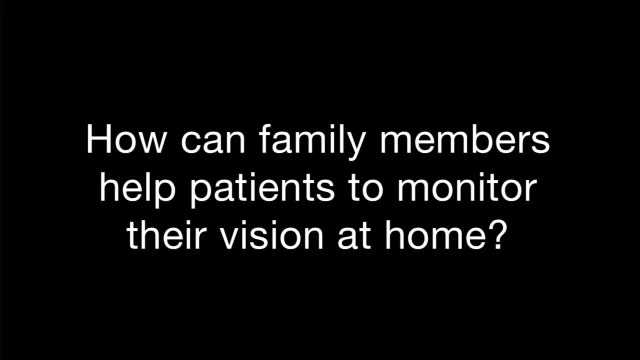 How can family members
help patients to monitor
their vision at home?